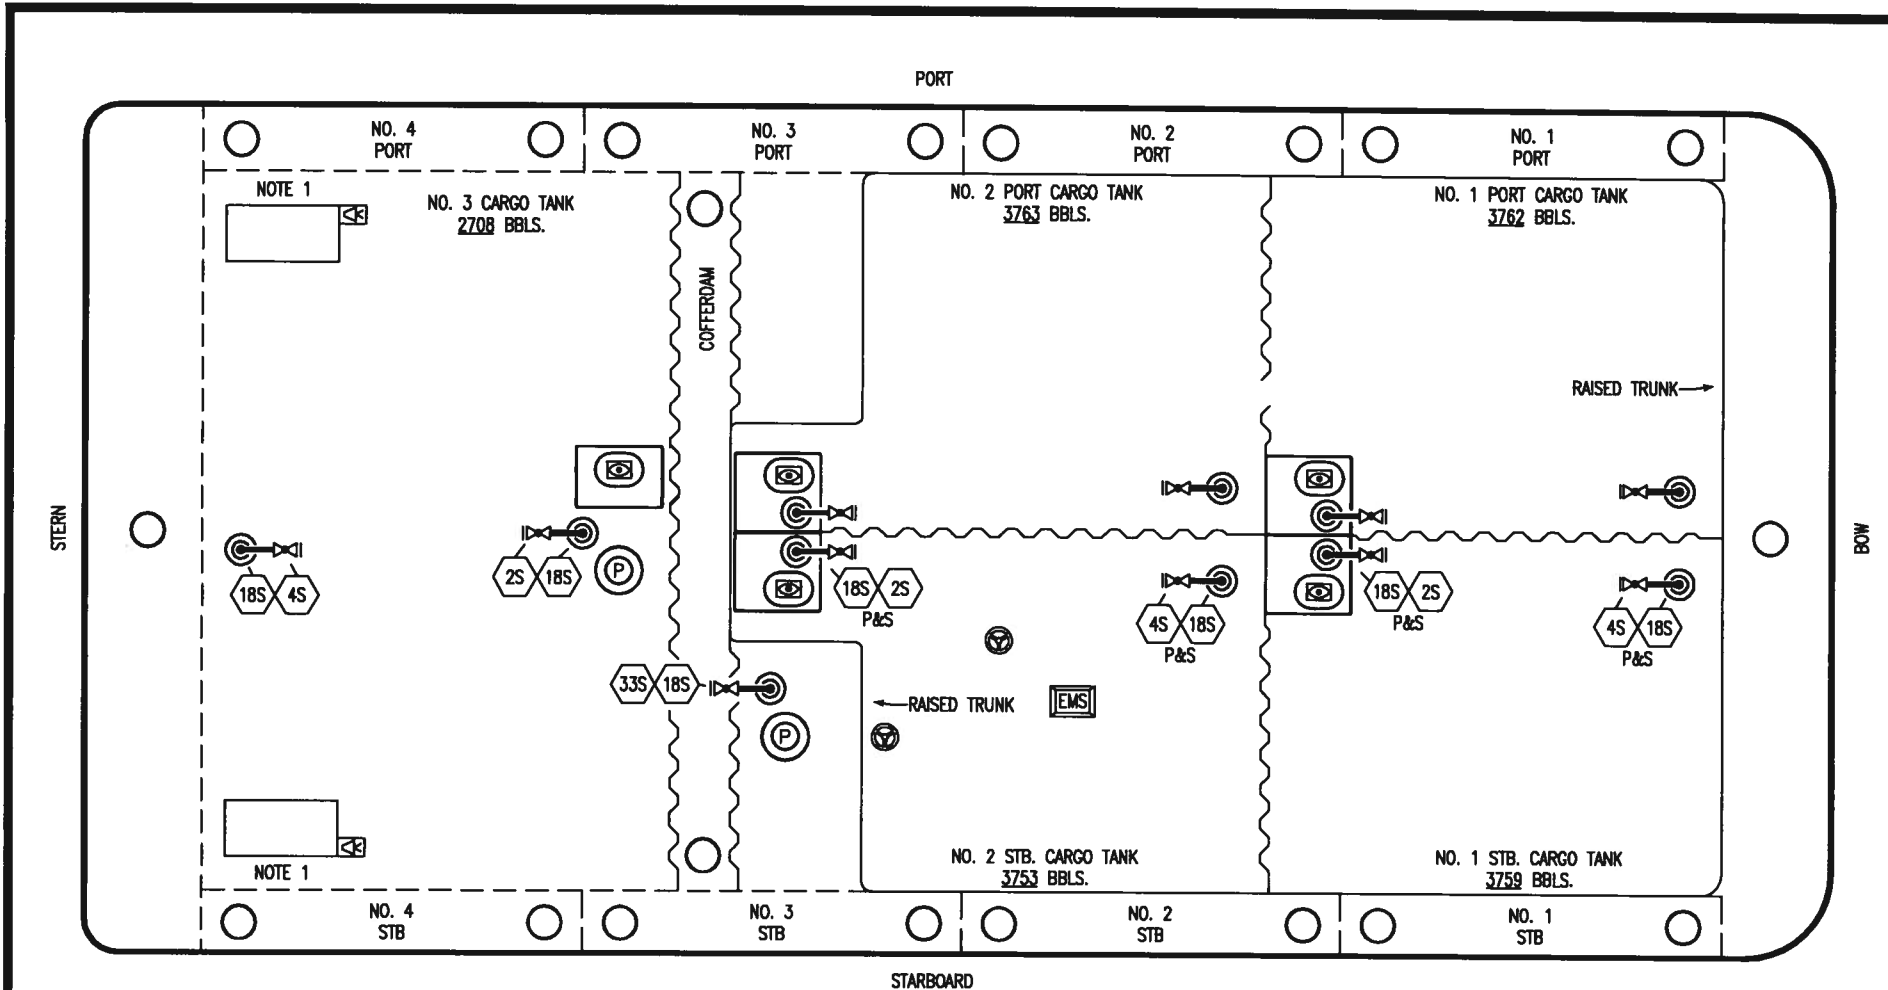 PORT
NO. 4
PORT
NO. 3
PORT
NO. 2
PORT
NO. 1
PORT
NOTE 1
NO. 3 CARGO TANK
2708 BBLS.
NO. 2 PORT CARGO TANK
3763 BBLS.
NO. 1 PORT CARGO TANK
3762 BBLS.
COFFERDAM
RAISED TRUNK
STERN
BOW
2S 18S
P
18S 4S
18S 2S
P&S
4S 18S
P&S
18S 2S
P&S
4S 18S
P&S
33S 18S
RAISED TRUNK
EMS
P
NOTE 1
NO. 2 STB. CARGO TANK
3753 BBLS.
NO. 1 STB. CARGO TANK
3759 BBLS.
NO. 4
STB
NO. 3
STB
NO. 2
STB
NO. 1
STB
STARBOARD